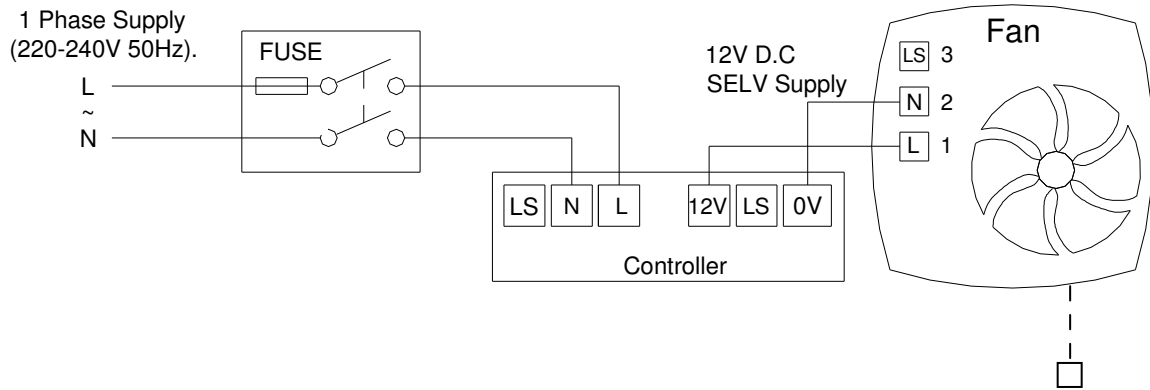 1 Phase Supply
(220-240V 50Hz).
L
~
N
FUSE
12V D.C
SELV Supply
Fan
LS 3
N 2
L 1
LS N L 12V LS 0V
Controller